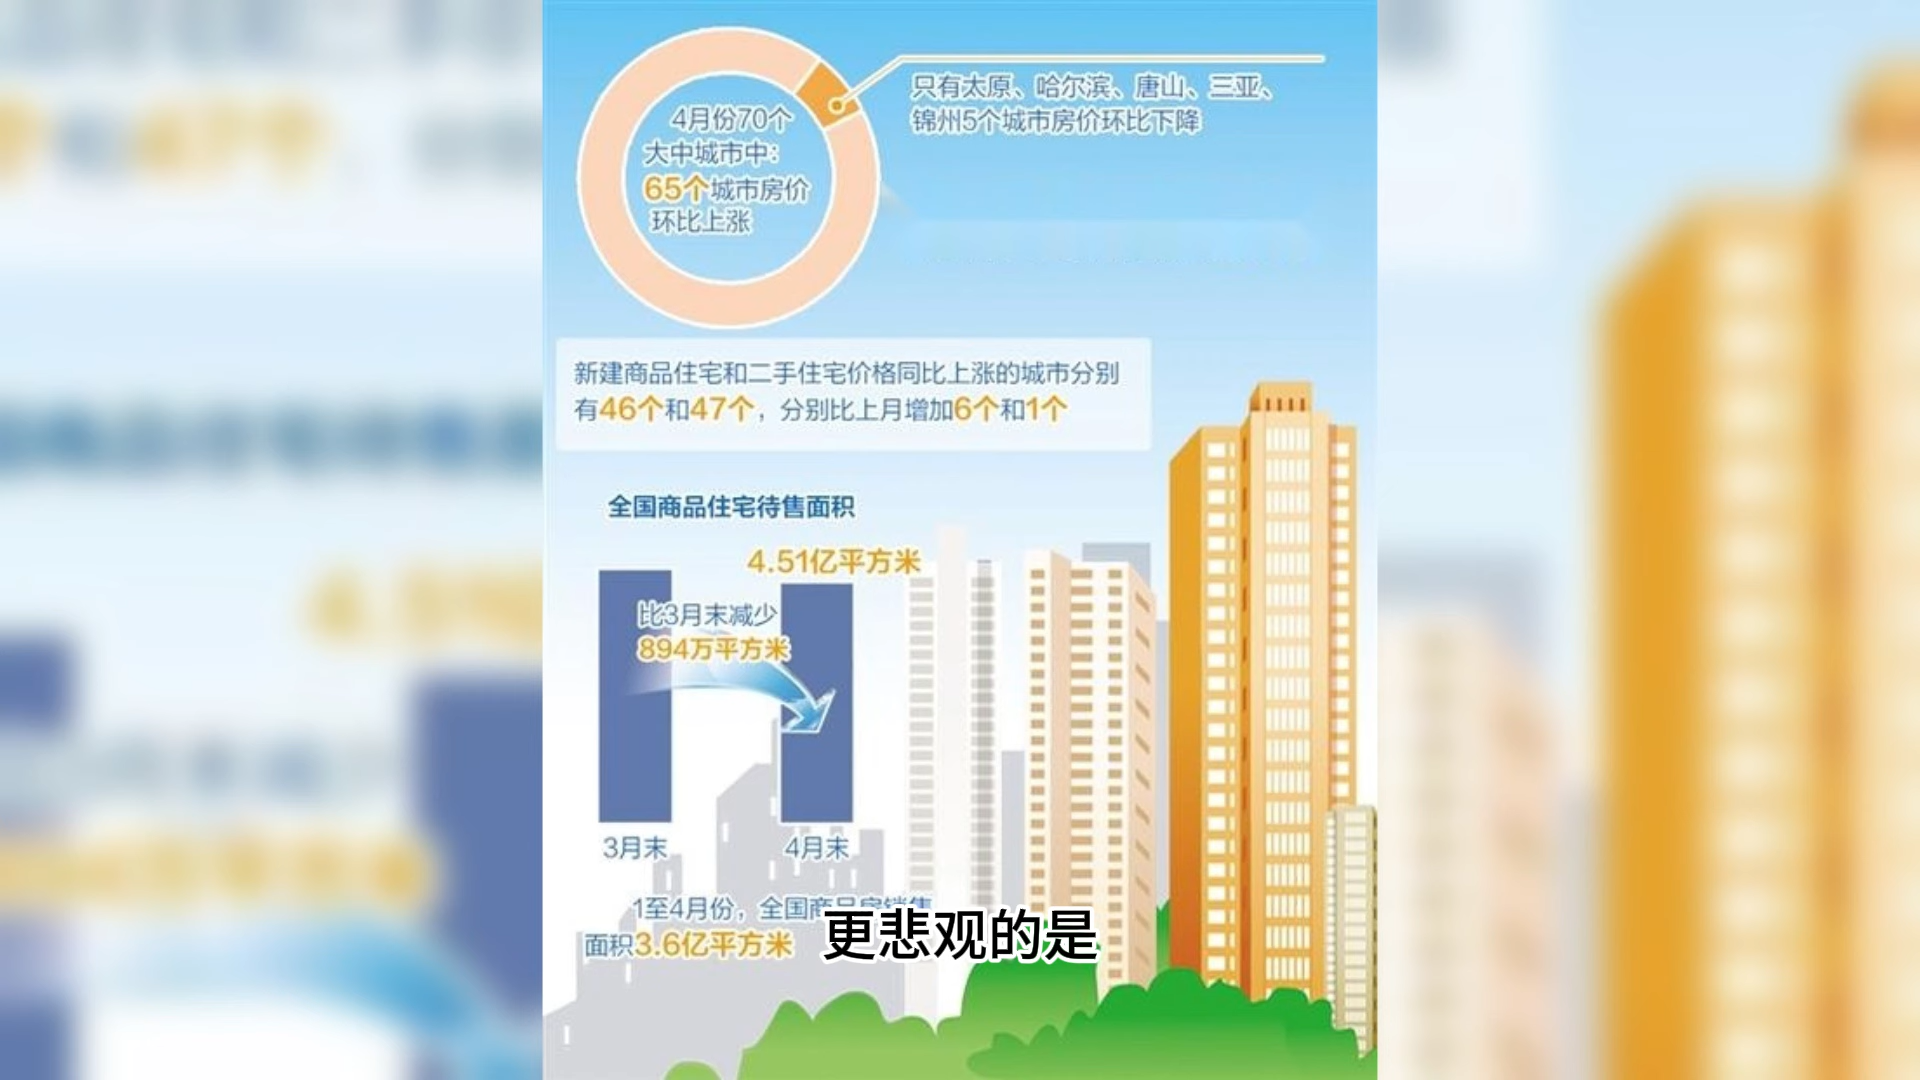 4月份70个
大中城市中：
65个城市房价
环比上涨
只有太原、哈尔滨、唐山、三亚、
锦州5个城市房价环比下降
新建商品住宅和二手住宅价格同比上涨的城市分别
有46个和47个，分别比上月增加6个和1个
全国商品住宅待售面积
4.51亿平方米
比3月末减少
894万平方米
3月末
4月末
1至4月份，全国商品房销售
面积3.6亿平方米
更悲观的是